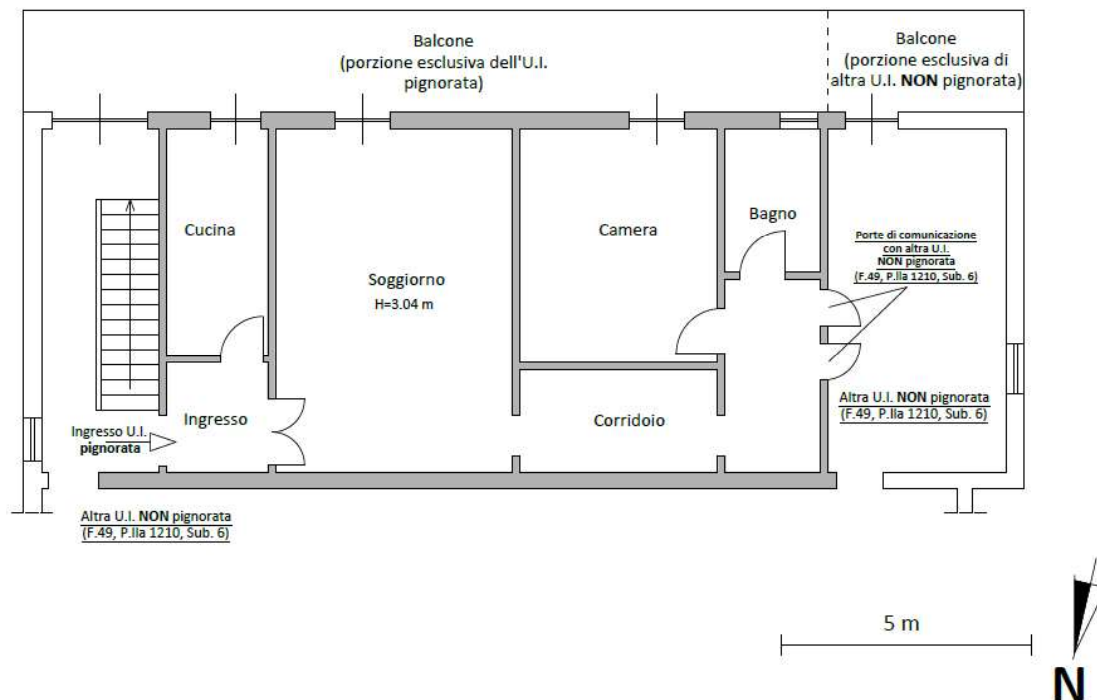 Balcone
(porzione esclusiva dell'U.I.
pignorata)
Balcone
(porzione esclusiva di
altra U.I. NON pignorata)
Cucina
Soggiorno
H=3.04 m
Camera
Bagno
Porte di comunicazione
con altra U.I.
NON pignorata
(F.49, P.lla 1210, Sub. 6)
Ingresso U.I.
pignorata
Ingresso
Corridoio
Altra U.I. NON pignorata
(F.49, P.lla 1210, Sub. 6)
Altra U.I. NON pignorata
(F.49, P.lla 1210, Sub. 6)
5 m
N